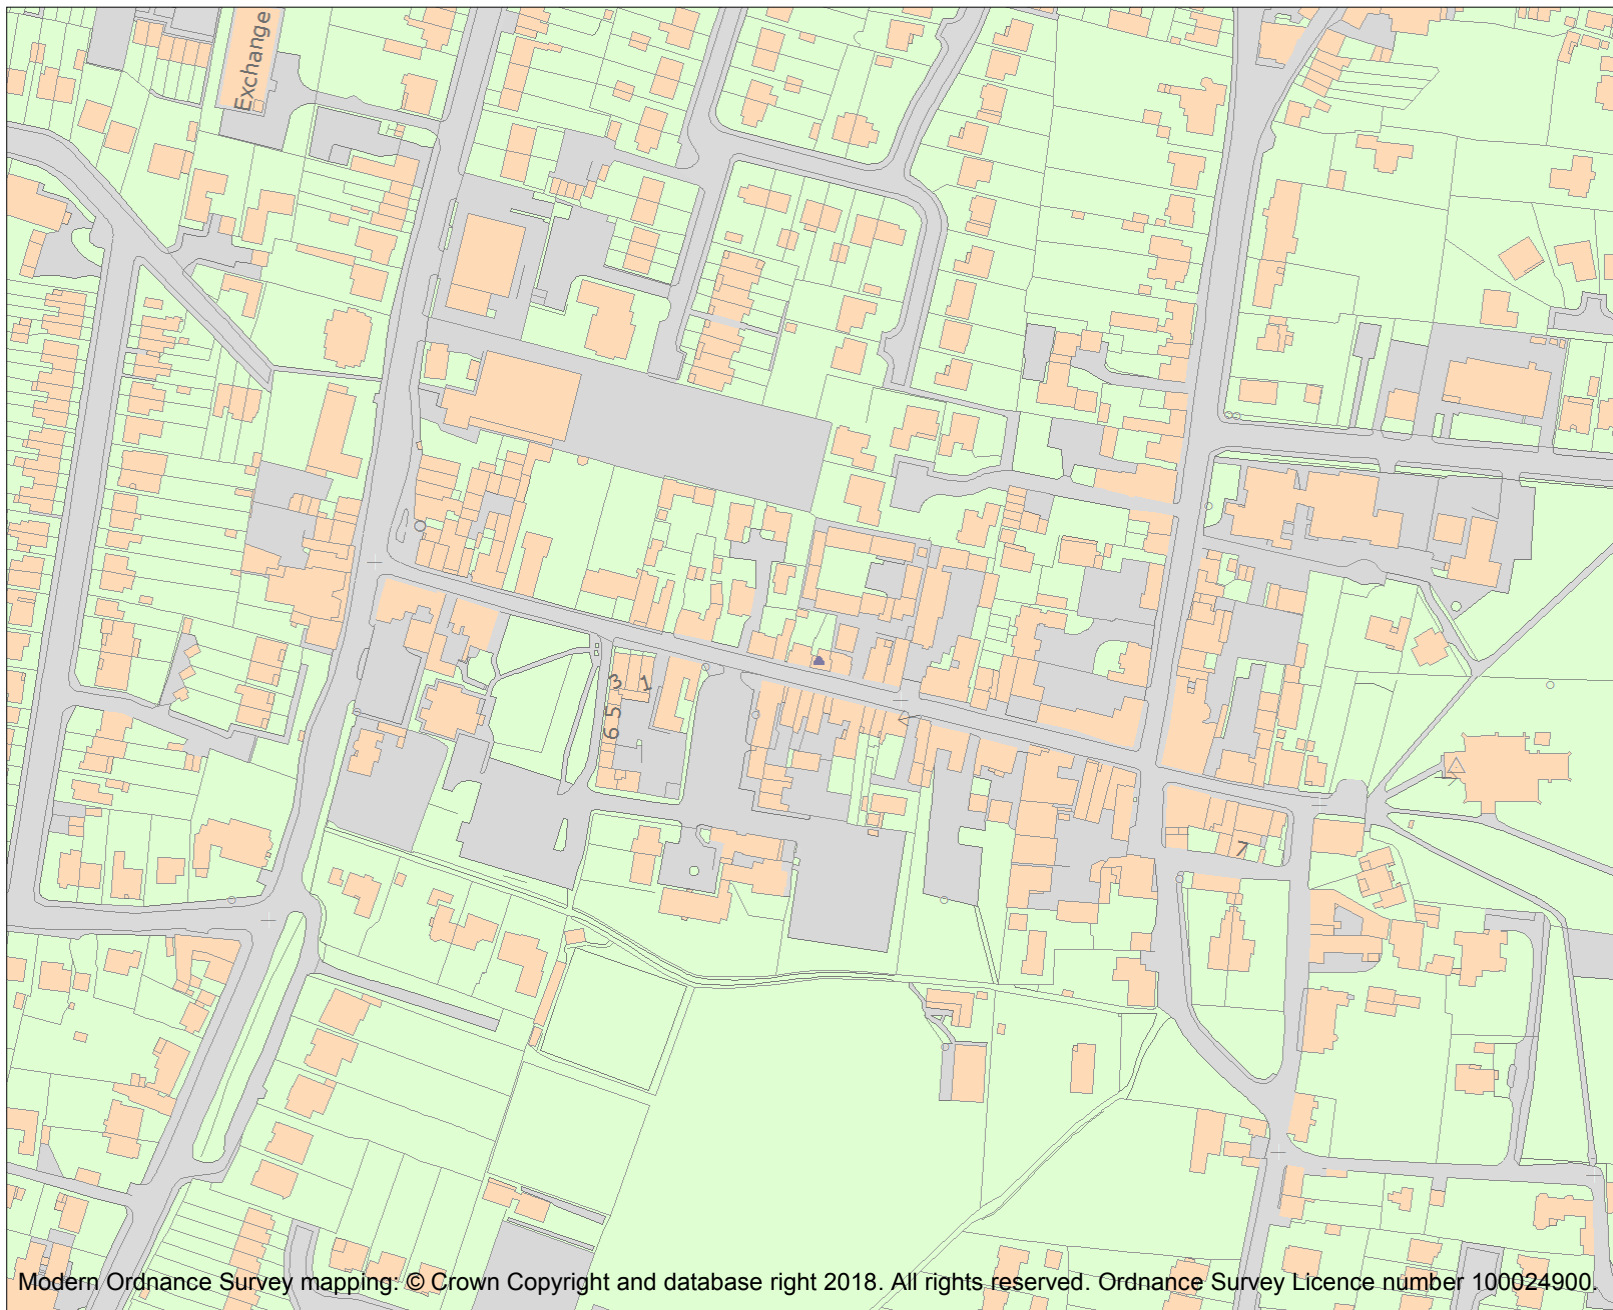 Exchange
3 1
6 5
7
Modern Ordnance Survey mapping: © Crown Copyright and database right 2018. All rights reserved. Ordnance Survey Licence number 100024900.